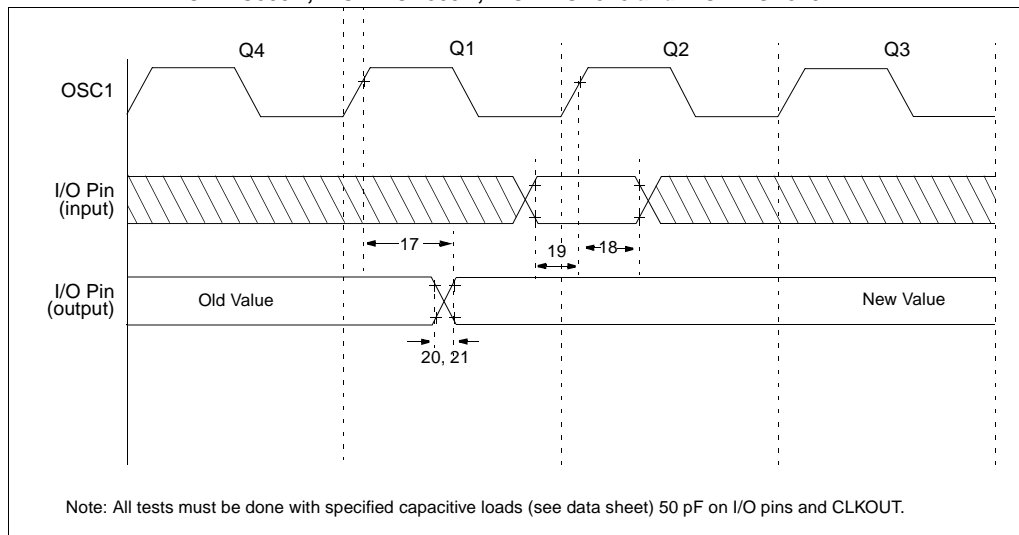 Q4 Q1 Q2 Q3
OSC1
I/O Pin
(input)
17
19
18
I/O Pin
(output)
Old Value
New Value
20, 21
Note: All tests must be done with specified capacitive loads (see data sheet) 50 pF on I/O pins and CLKOUT.